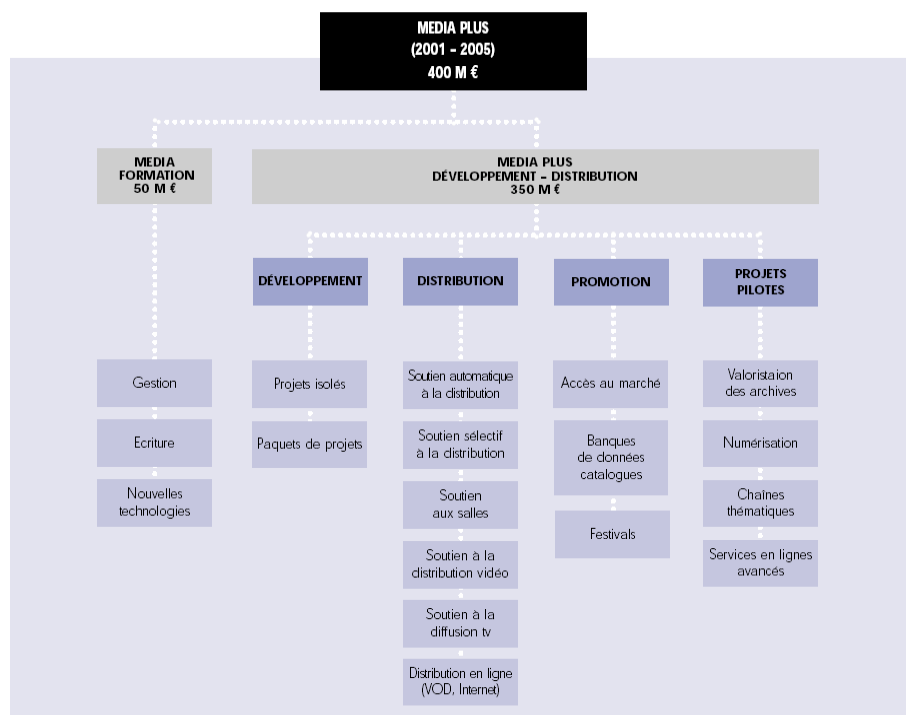 MEDIA PLUS
(2001 – 2005)
400 M €
MEDIA
FORMATION
50 M €
MEDIA PLUS
DÉVELOPPEMENT – DISTRIBUTION
350 M €
DÉVELOPPEMENT
DISTRIBUTION
PROMOTION
PROJETS
PILOTES
Gestion
Ecriture
Nouvelles
technologies
Projets isolés
Paquets de projets
Soutien automatique
à la distribution
Soutien sélectif
à la distribution
Soutien
aux salles
Soutien à la
distribution vidéo
Soutien à la
diffusion tv
Distribution en ligne
(VOD, Internet)
Accès au marché
Banques
de données
catalogues
Festivals
Valoristaion
des archives
Numérisation
Chaînes
thématiques
Services en lignes
avancés